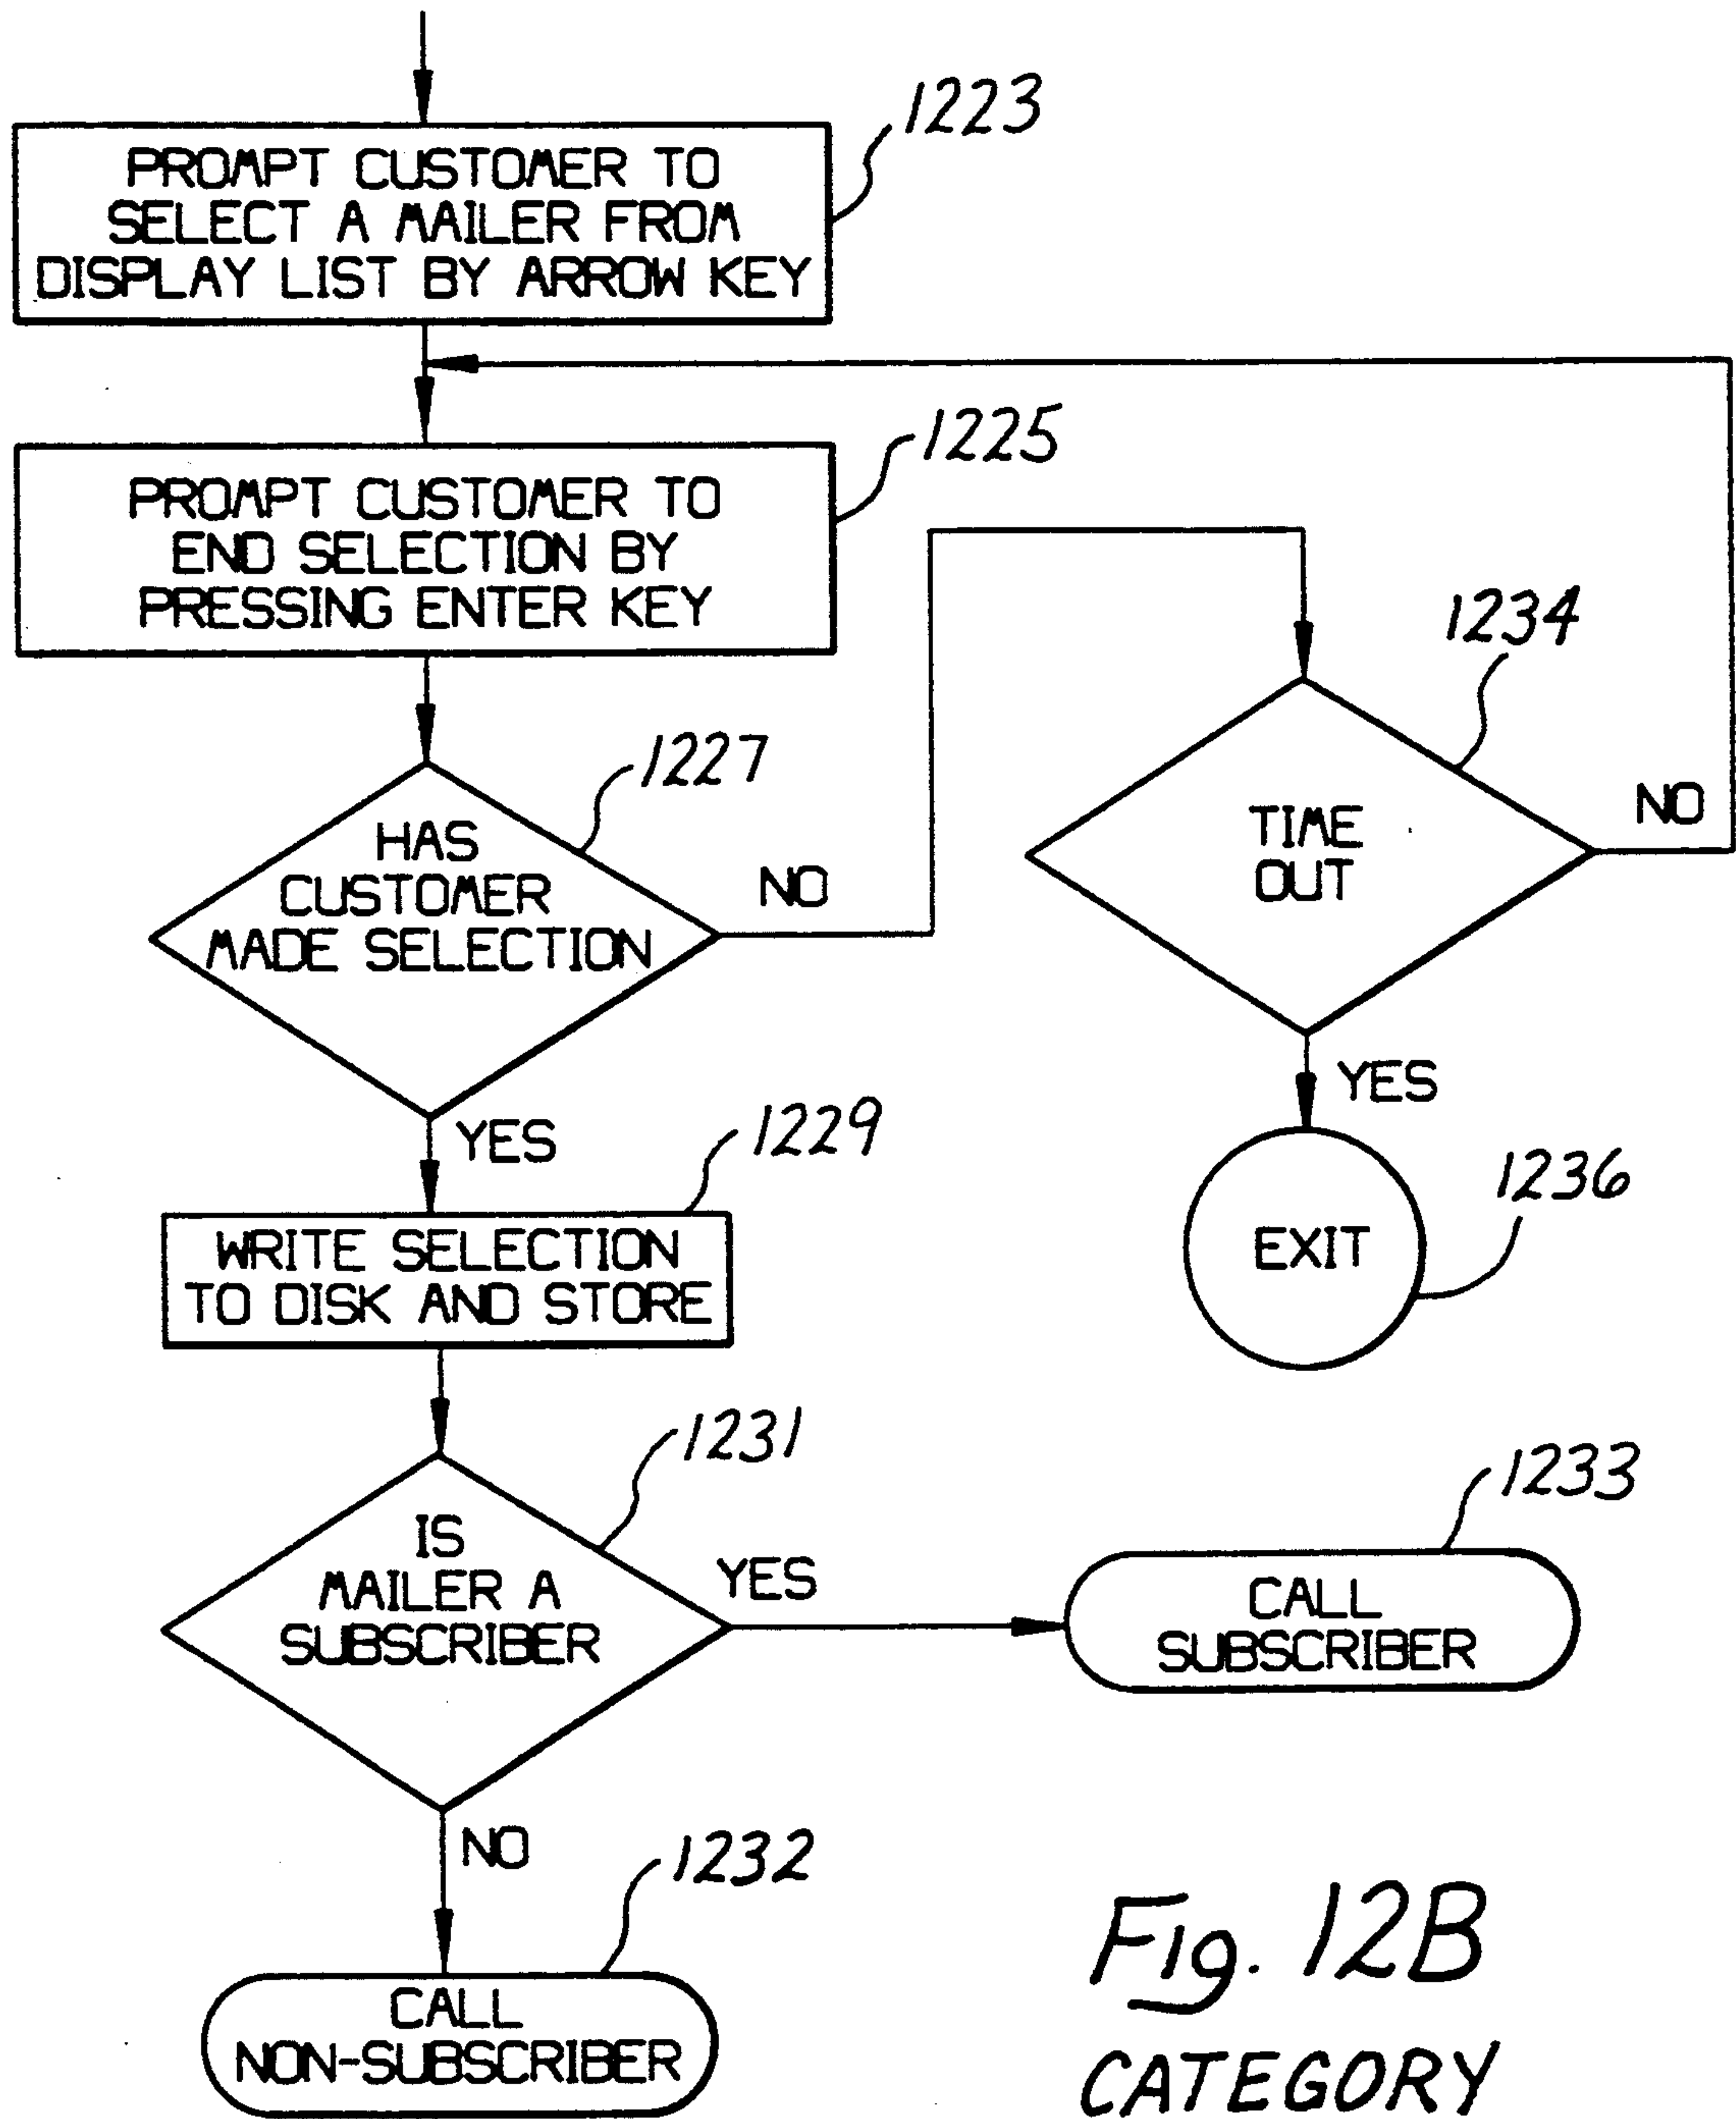 1223
PROMPT CUSTOMER TO
SELECT A MAILER FROM
DISPLAY LIST BY ARROW KEY
1225
PROMPT CUSTOMER TO
END SELECTION BY
PRESSING ENTER KEY
1234
1227
HAS
CUSTOMER
MADE SELECTION
NO
TIME
OUT
NO
YES
YES
1229
WRITE SELECTION
TO DISK AND STORE
1236
EXIT
1231
IS
MAILER A
SUBSCRIBER
YES
1233
CALL
SUBSCRIBER
NO
1232
CALL
NON-SUBSCRIBER
Fig. 12B
CATEGORY